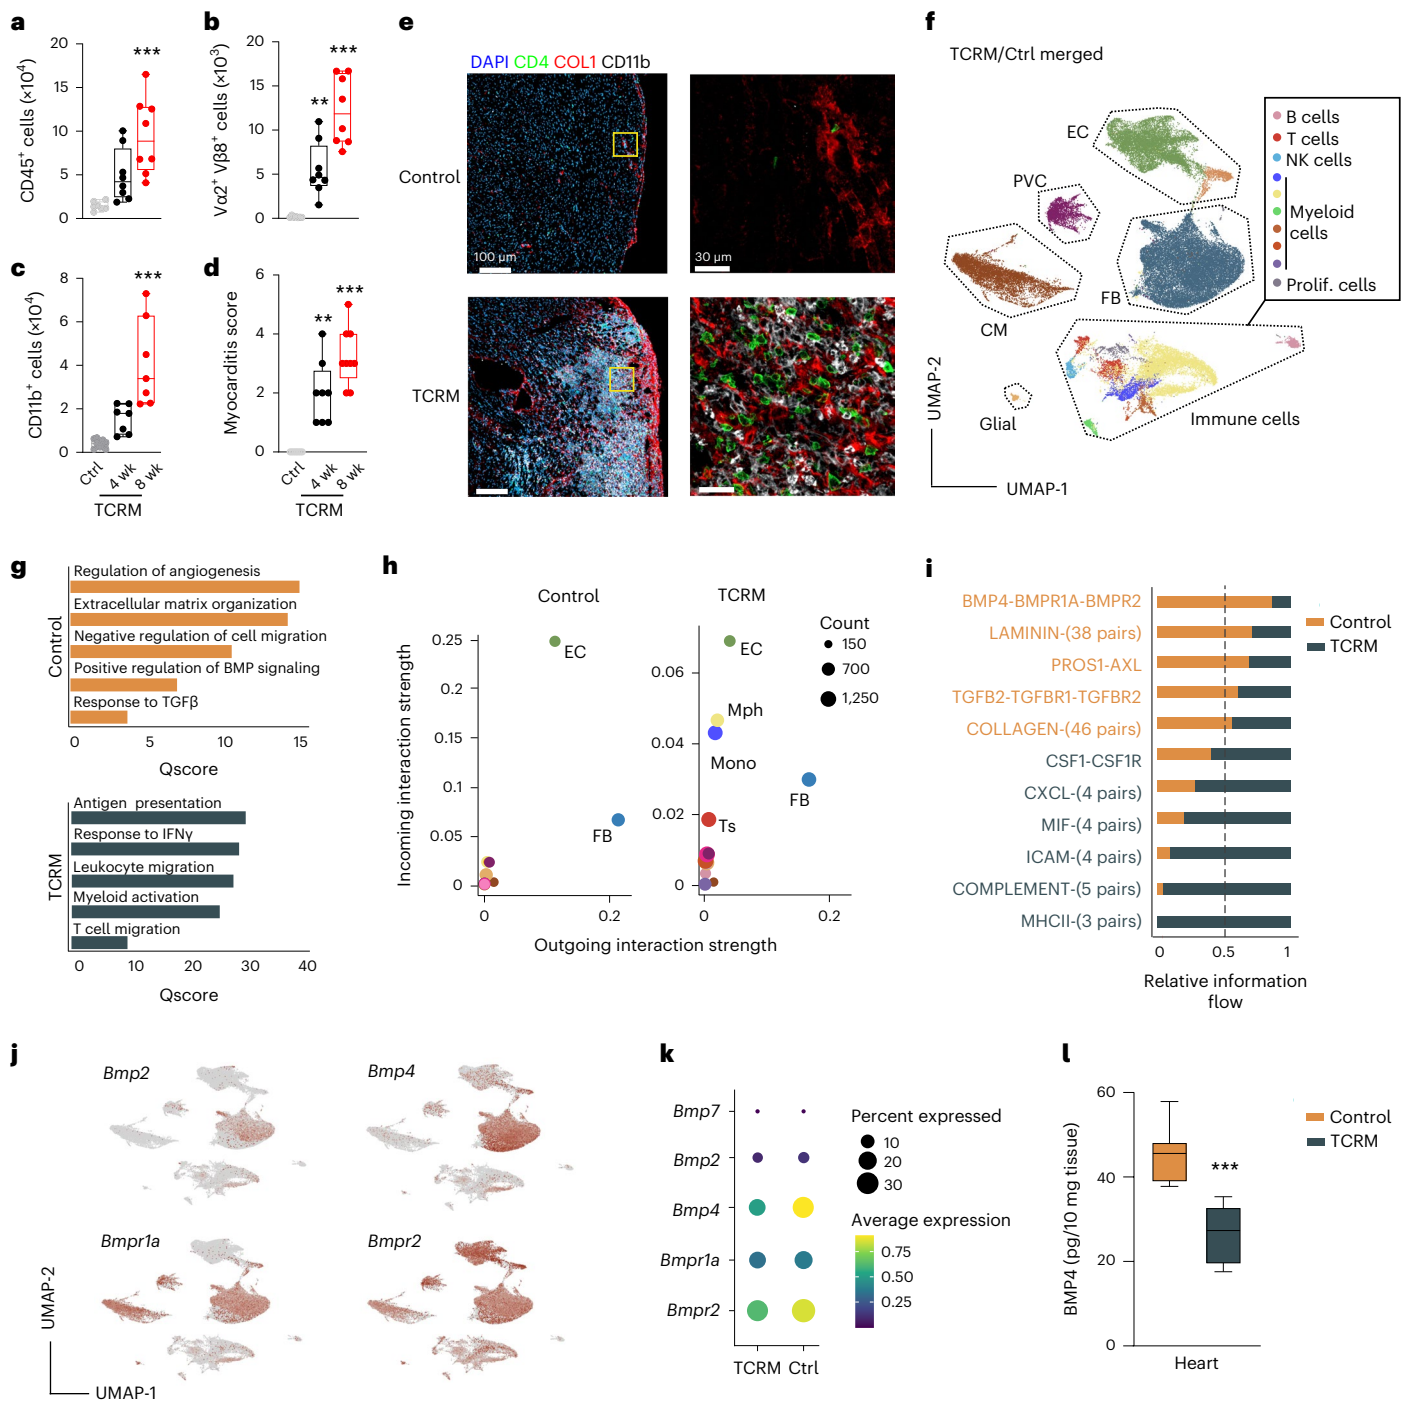 a
CD45⁺ cells (×10⁴)
20
15
10
5
0
***
b
Vα2⁺ Vβ8⁺ cells (×10³)
20
15
10
5
0
**
***
c
CD11b⁺ cells (×10⁴)
8
6
4
2
0
***
Ctrl
4 wk
8 wk
TCRM
d
Myocarditis score
6
4
2
0
**
***
Ctrl
4 wk
8 wk
TCRM
e
DAPI CD4 COL1 CD11b
Control
100 µm
30 µm
TCRM
f
TCRM/Ctrl merged
EC
PVC
CM
FB
Glial
Immune cells
B cells
T cells
NK cells
Myeloid
cells
Prolif. cells
UMAP-2
UMAP-1
g
Control
Regulation of angiogenesis
Extracellular matrix organization
Negative regulation of cell migration
Positive regulation of BMP signaling
Response to TGFβ
0 5 10 15
Qscore
TCRM
Antigen presentation
Response to IFNγ
Leukocyte migration
Myeloid activation
T cell migration
0 10 20 30 40
Qscore
h
Control
TCRM
Incoming interaction strength
0.25
0.2
0.15
0.1
0.05
0
EC
FB
0 0.2
0.06
0.04
0.02
0
EC
Mph
Mono
FB
Ts
0 0.2
Count
150
700
1,250
Outgoing interaction strength
i
BMP4-BMPR1A-BMPR2
LAMININ-(38 pairs)
PROS1-AXL
TGFB2-TGFBR1-TGFBR2
COLLAGEN-(46 pairs)
CSF1-CSF1R
CXCL-(4 pairs)
MIF-(4 pairs)
ICAM-(4 pairs)
COMPLEMENT-(5 pairs)
MHCII-(3 pairs)
0 0.5 1
Relative information
flow
Control
TCRM
j
Bmp2
Bmp4
Bmpr1a
Bmpr2
UMAP-2
UMAP-1
k
Bmp7
Bmp2
Bmp4
Bmpr1a
Bmpr2
TCRM Ctrl
Percent expressed
10
20
30
Average expression
0.75
0.50
0.25
l
BMP4 (pg/10 mg tissue)
60
40
20
0
***
Heart
Control
TCRM